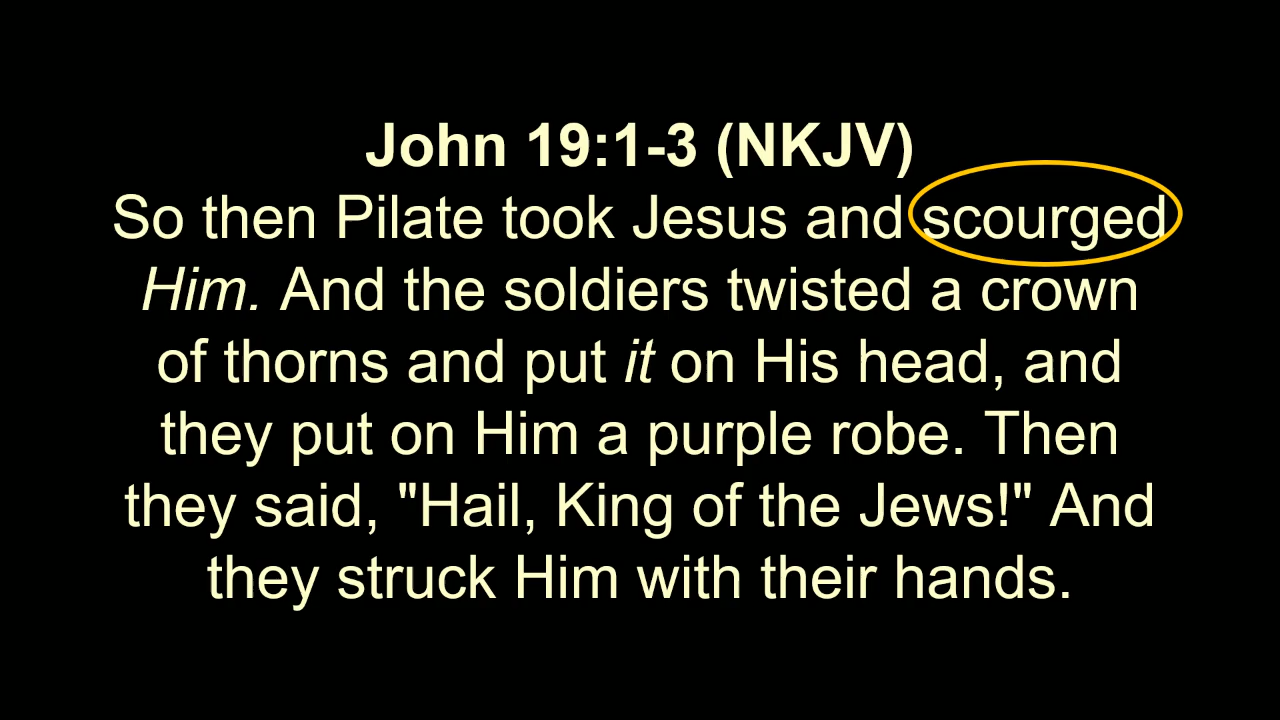 John 19:1-3 (NKJV)
So then Pilate took Jesus and scourged
Him. And the soldiers twisted a crown
of thorns and put it on His head, and
they put on Him a purple robe. Then
they said, "Hail, King of the Jews!" And
they struck Him with their hands.